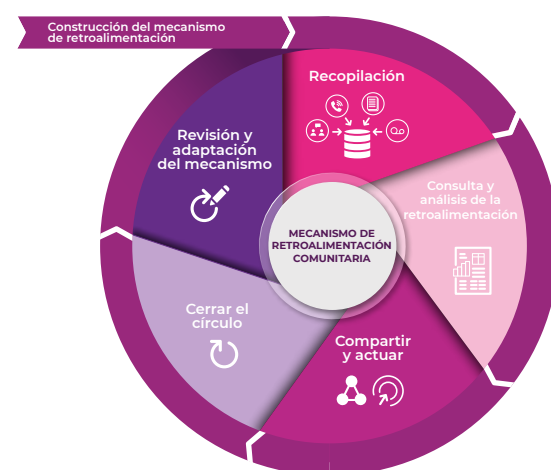 Construcción del mecanismo
de retroalimentación
Recopilación
Consulta y
análisis de la
retroalimentación
Compartir
y actuar
Cerrar el
círculo
Revisión y
adaptación
del mecanismo
MECANISMO DE
RETROALIMENTACIÓN
COMUNITARIA